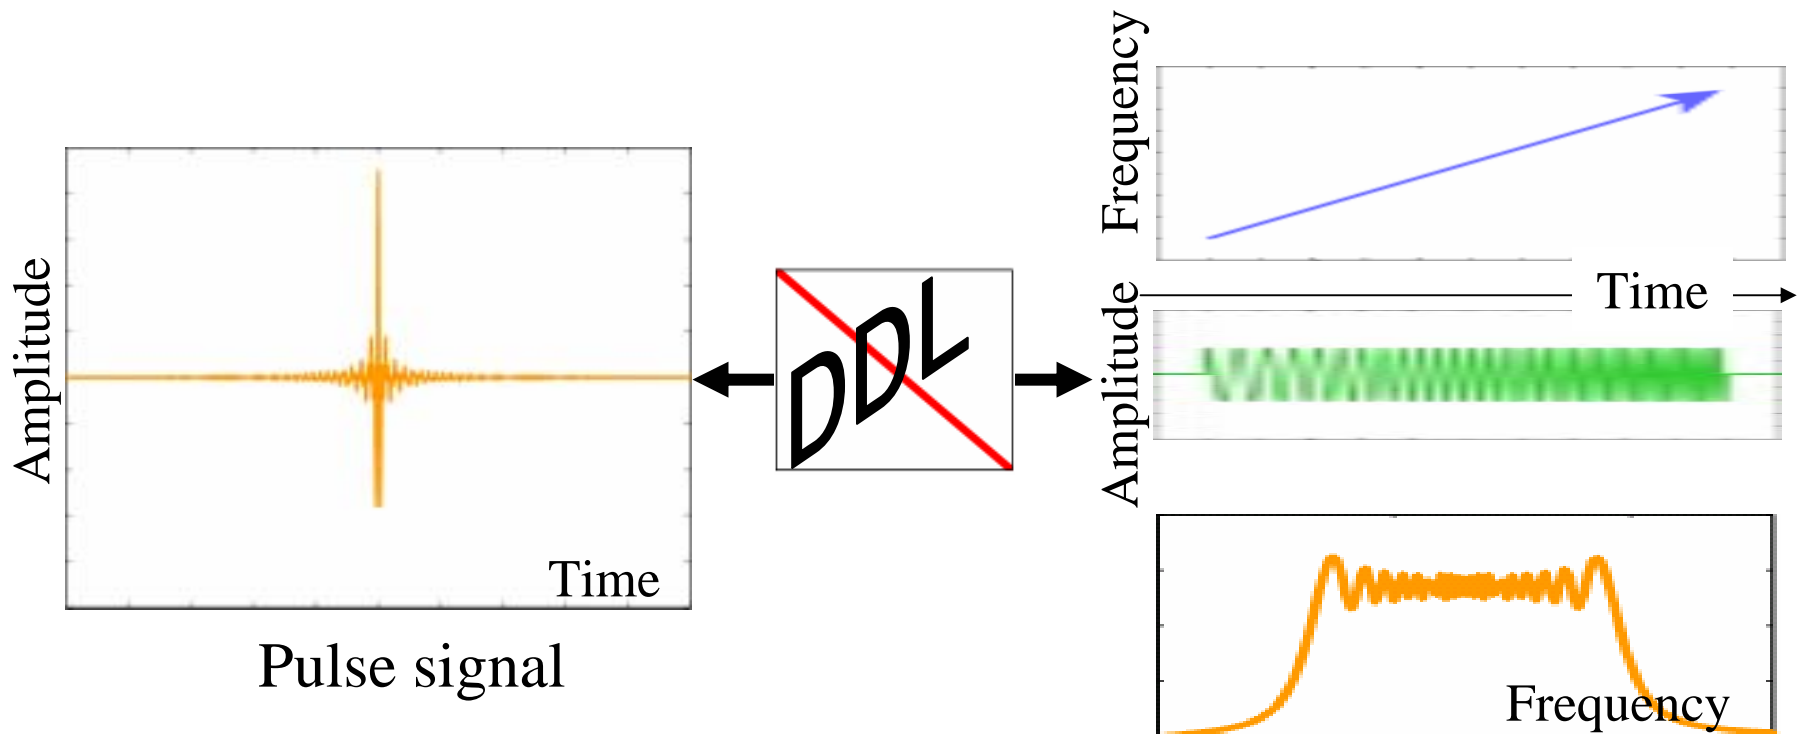 Amplitude
Time
Pulse signal
DDL
Frequency
Time
Amplitude
Frequency